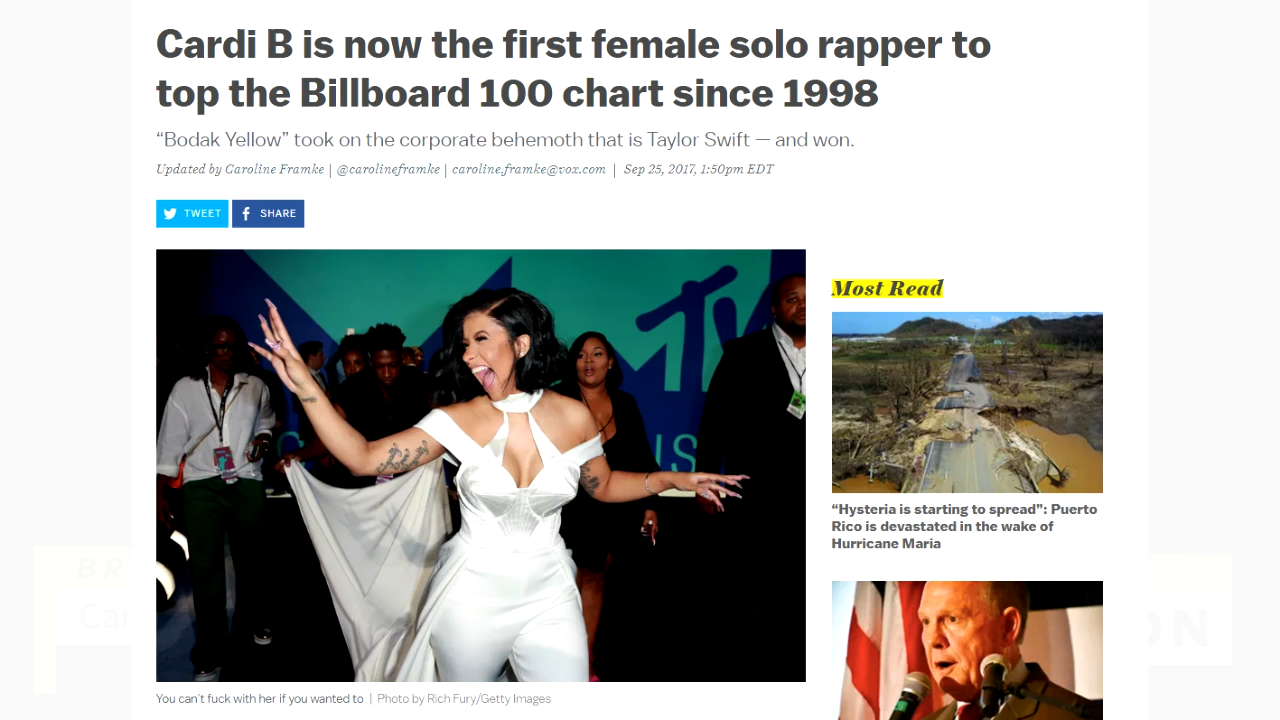 Cardi B is now the first female solo rapper to
top the Billboard 100 chart since 1998
“Bodak Yellow” took on the corporate behemoth that is Taylor Swift — and won.
Updated by Caroline Framke | @carolineframke | caroline.framke@vox.com | Sep 25, 2017, 1:50pm EDT
TWEET
SHARE
MTV
Most Read
“Hysteria is starting to spread”: Puerto
Rico is devastated in the wake of
Hurricane Maria
You can’t fuck with her if you wanted to | Photo by Rich Fury/Getty Images
BR
Car
ON